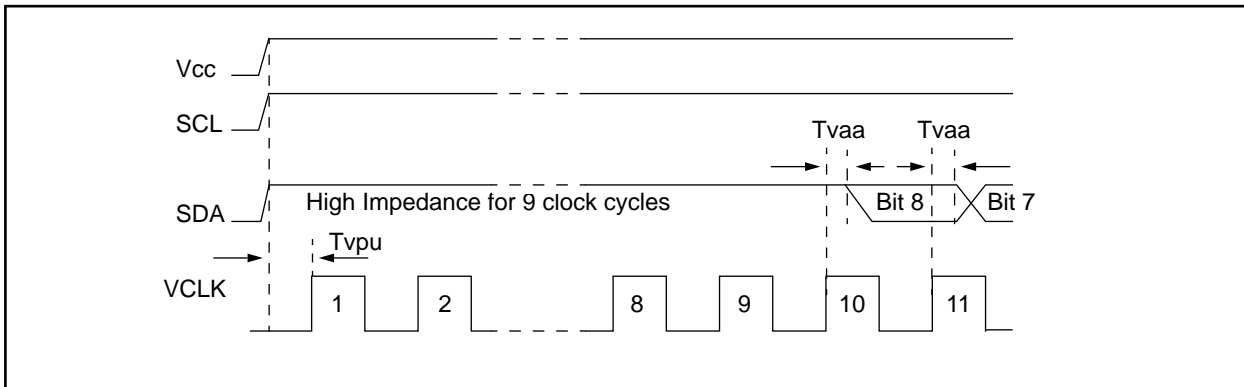 Vcc
SCL
Tvaa Tvaa
SDA
High Impedance for 9 clock cycles
Bit 8
Bit 7
Tvpu
VCLK
1 2 8 9 10 11